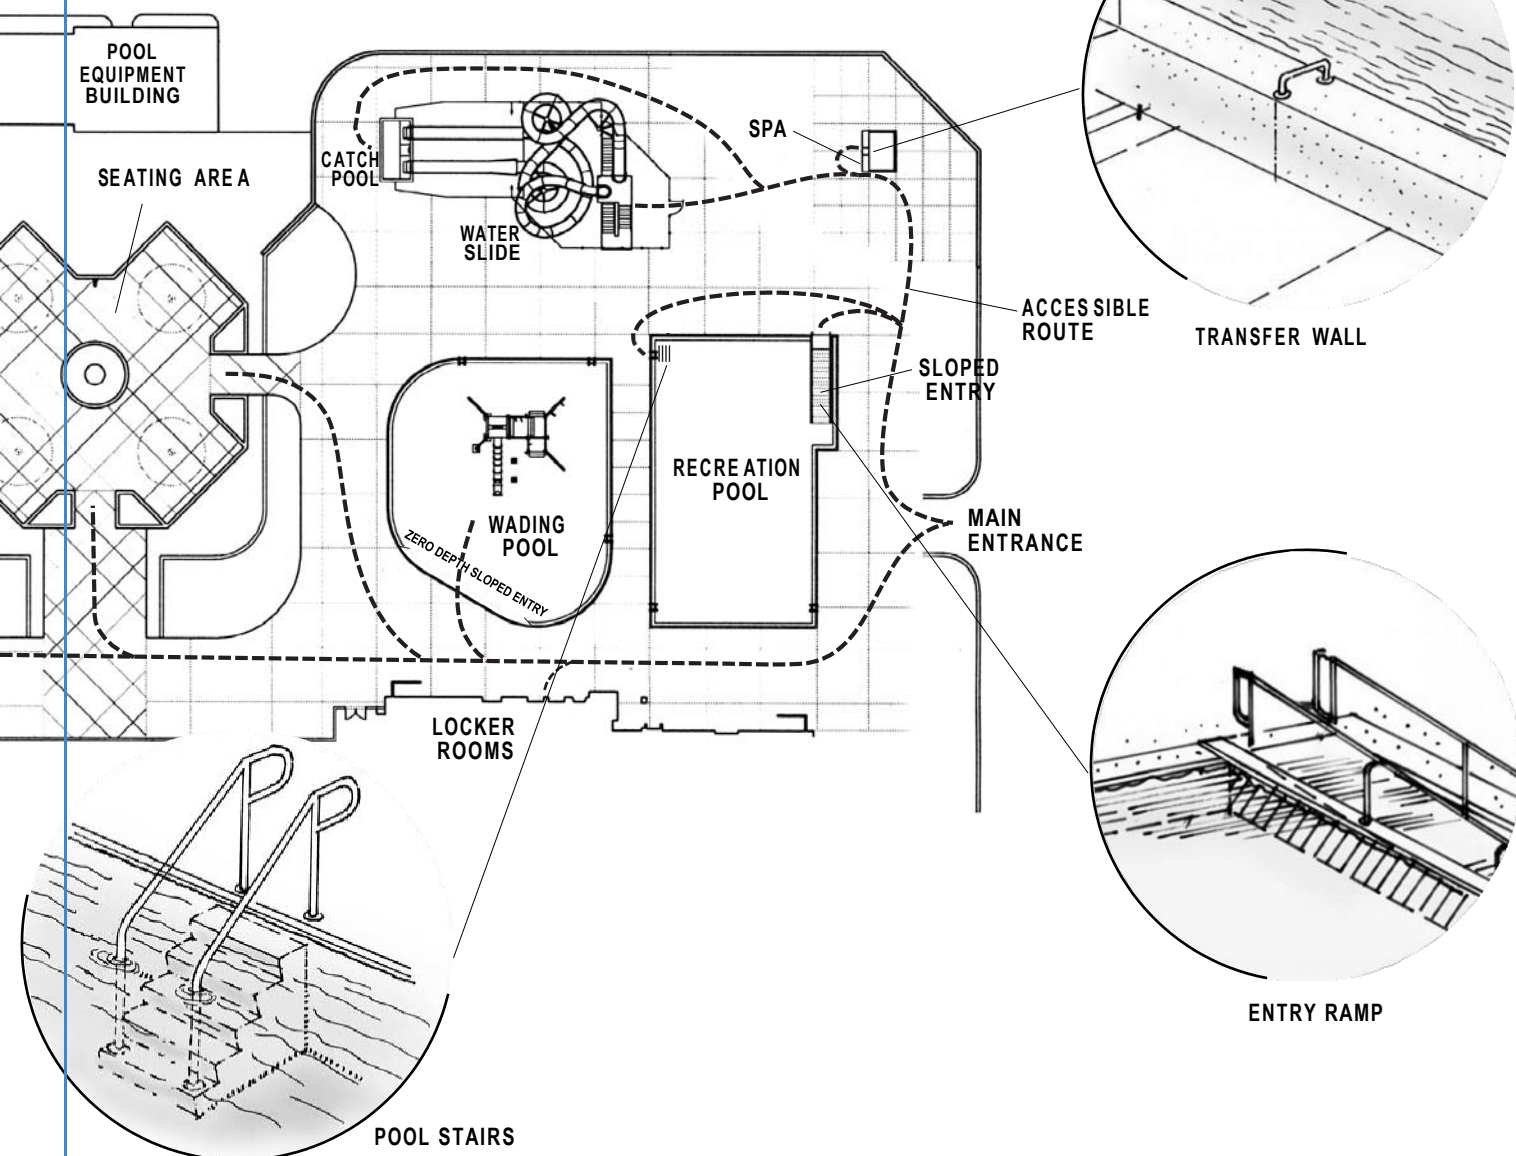 POOL
EQUIPMENT
BUILDING
SEATING AREA
CATCH
POOL
WATER
SLIDE
SPA
ACCESSIBLE
ROUTE
TRANSFER WALL
SLOPED
ENTRY
RECREATION
POOL
WADING
POOL
ZERO DEPTH SLOPED ENTRY
MAIN
ENTRANCE
LOCKER
ROOMS
ENTRY RAMP
POOL STAIRS